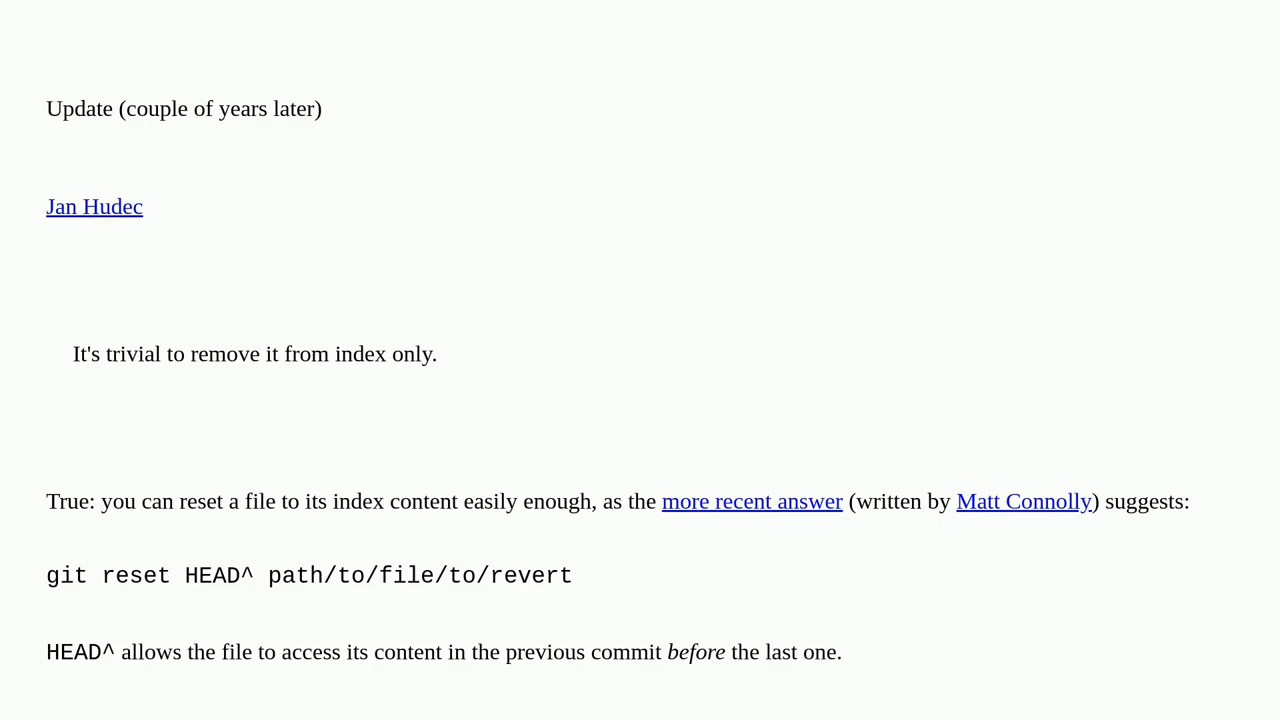 Update (couple of years later)
Jan Hudec
It's trivial to remove it from index only.
True: you can reset a file to its index content easily enough, as the more recent answer (written by Matt Connolly) suggests:
git reset HEAD^ path/to/file/to/revert
HEAD^ allows the file to access its content in the previous commit before the last one.